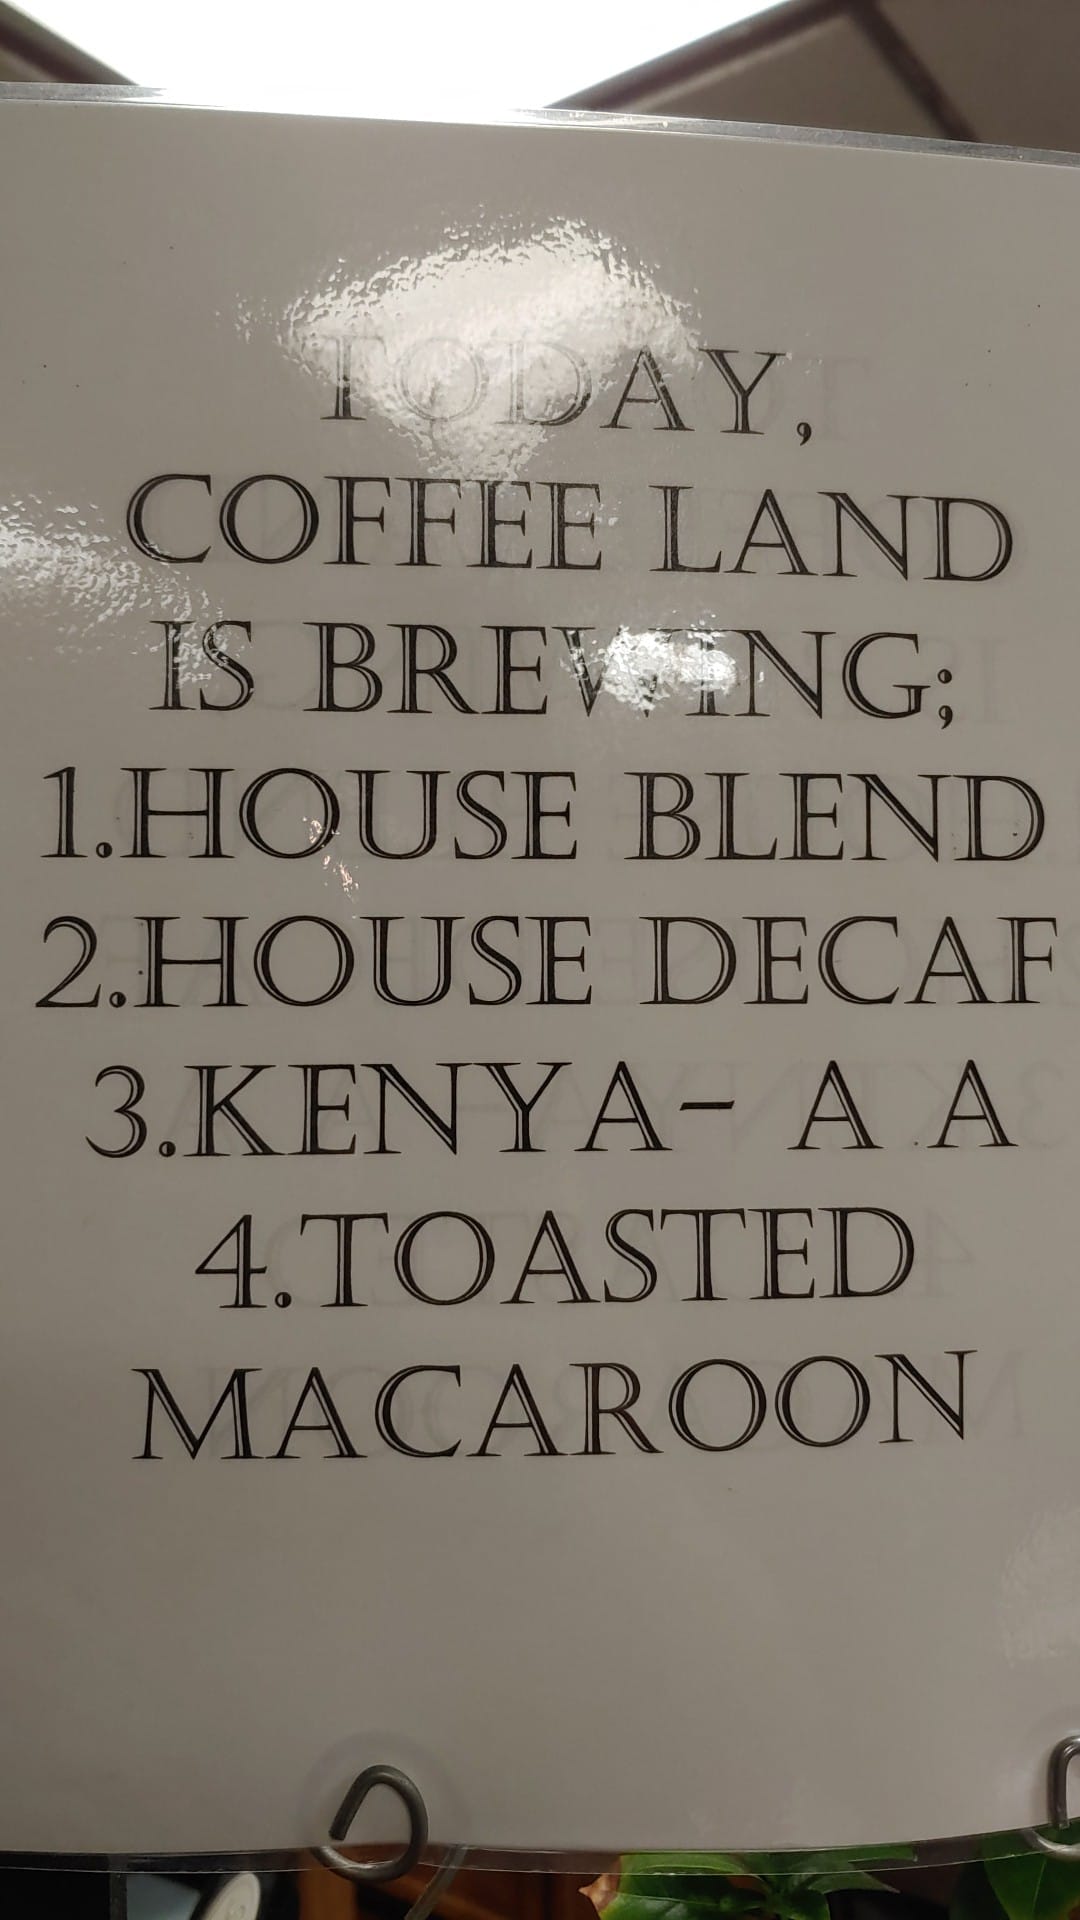 TODAY,
COFFEE LAND
IS BREWING;
1.HOUSE BLEND
2.HOUSE DECAF
3.KENYA- A A
4.TOASTED
MACAROON